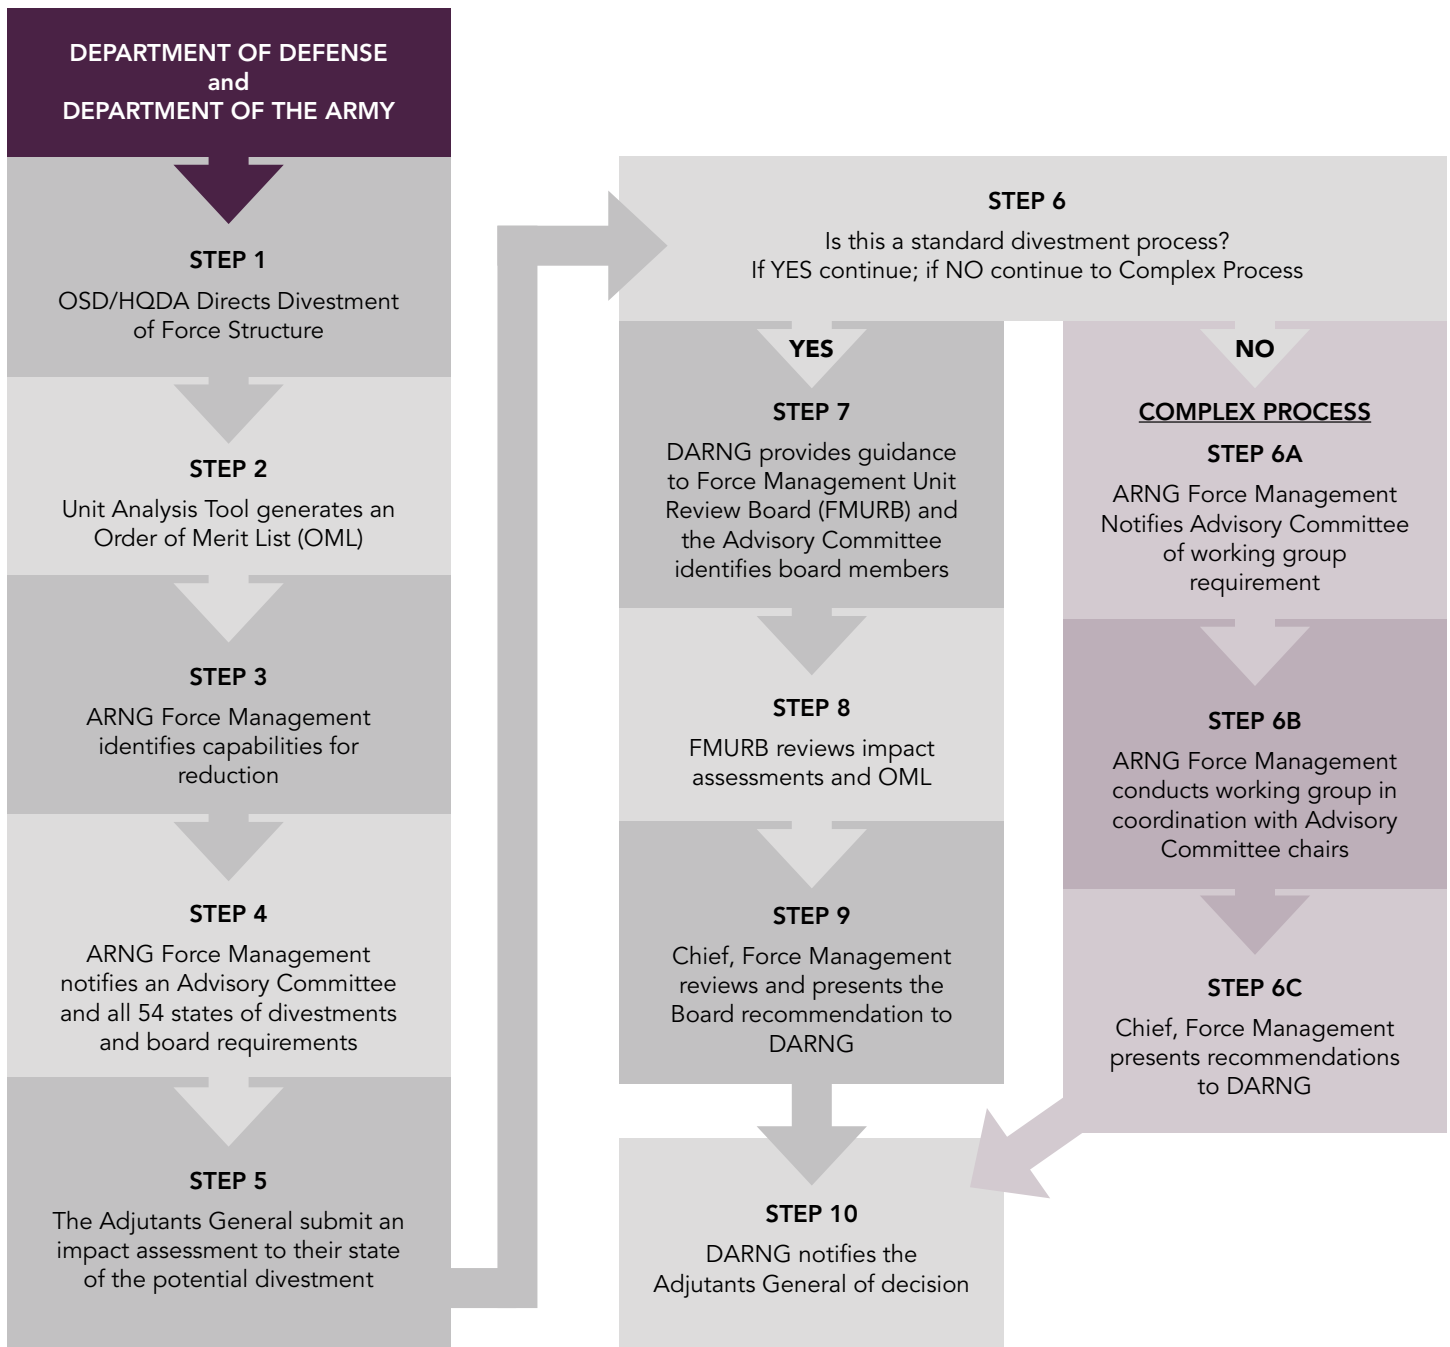 DEPARTMENT OF DEFENSE
and
DEPARTMENT OF THE ARMY
STEP 1
OSD/HQDA Directs Divestment
of Force Structure
STEP 2
Unit Analysis Tool generates an
Order of Merit List (OML)
STEP 3
ARNG Force Management
identifies capabilities for
reduction
STEP 4
ARNG Force Management
notifies an Advisory Committee
and all 54 states of divestments
and board requirements
STEP 5
The Adjutants General submit an
impact assessment to their state
of the potential divestment
STEP 6
Is this a standard divestment process?
If YES continue; if NO continue to Complex Process
YES
STEP 7
DARNG provides guidance
to Force Management Unit
Review Board (FMURB) and
the Advisory Committee
identifies board members
STEP 8
FMURB reviews impact
assessments and OML
STEP 9
Chief, Force Management
reviews and presents the
Board recommendation to
DARNG
NO
COMPLEX PROCESS
STEP 6A
ARNG Force Management
Notifies Advisory Committee
of working group
requirement
STEP 6B
ARNG Force Management
conducts working group in
coordination with Advisory
Committee chairs
STEP 6C
Chief, Force Management
presents recommendations
to DARNG
STEP 10
DARNG notifies the
Adjutants General of decision